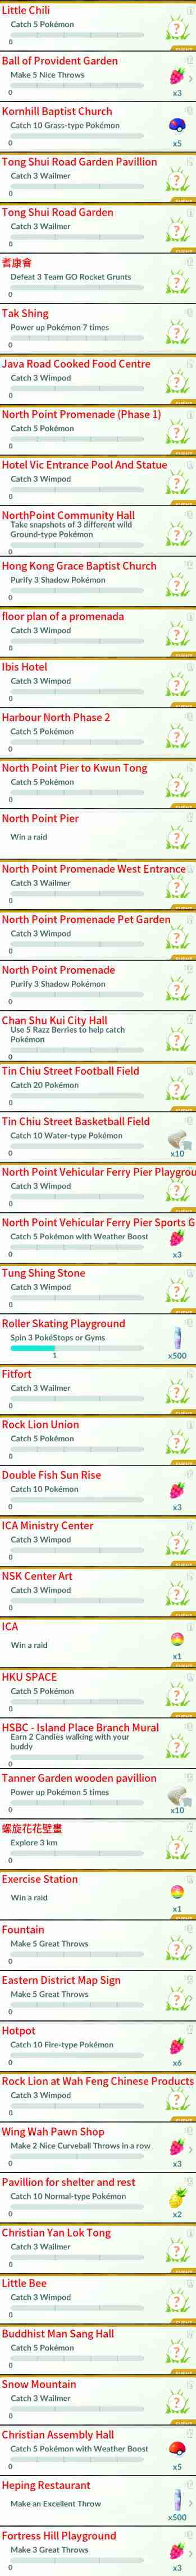 Little Chili
Catch 5 Pokémon
0
Ball of Provident Garden
Make 5 Nice Throws
0
x3
Kornhill Baptist Church
Catch 10 Grass-type Pokémon
0
x5
Tong Shui Road Garden Pavillion
Catch 3 Wailmer
0
Tong Shui Road Garden
Catch 3 Wailmer
0
耆康會
Defeat 3 Team GO Rocket Grunts
0
Tak Shing
Power up Pokémon 7 times
0
Java Road Cooked Food Centre
Catch 3 Wimpod
0
North Point Promenade (Phase 1)
Catch 5 Pokémon
0
Hotel Vic Entrance Pool And Statue
Catch 3 Wimpod
0
NorthPoint Community Hall
Take snapshots of 3 different wild
Ground-type Pokémon
0
Hong Kong Grace Baptist Church
Purify 3 Shadow Pokémon
0
floor plan of a promenada
Catch 3 Wimpod
0
Ibis Hotel
Catch 3 Wimpod
0
Harbour North Phase 2
Catch 5 Pokémon
0
North Point Pier to Kwun Tong
Catch 5 Pokémon
0
North Point Pier
Win a raid
North Point Promenade West Entrance
Catch 3 Wailmer
0
North Point Promenade Pet Garden
Catch 3 Wimpod
0
North Point Promenade
Purify 3 Shadow Pokémon
0
Chan Shu Kui City Hall
Use 5 Razz Berries to help catch
Pokémon
0
Tin Chiu Street Football Field
Catch 20 Pokémon
0
Tin Chiu Street Basketball Field
Catch 10 Water-type Pokémon
0
x10
North Point Vehicular Ferry Pier Playgrou
Catch 3 Wimpod
0
North Point Vehicular Ferry Pier Sports G
Catch 5 Pokémon with Weather Boost
0
x3
Tung Shing Stone
Catch 3 Wimpod
0
Roller Skating Playground
Spin 3 PokéStops or Gyms
1
x500
Fitfort
Catch 3 Wailmer
0
Rock Lion Union
Catch 5 Pokémon
0
Double Fish Sun Rise
Catch 10 Pokémon
0
x3
ICA Ministry Center
Catch 3 Wimpod
0
NSK Center Art
Catch 3 Wimpod
0
ICA
Win a raid
x1
HKU SPACE
Catch 5 Pokémon
0
HSBC - Island Place Branch Mural
Earn 2 Candies walking with your
buddy
0
Tanner Garden wooden pavillion
Power up Pokémon 5 times
0
x10
螺旋花花壁畫
Explore 3 km
0
Exercise Station
Win a raid
x1
Fountain
Make 5 Great Throws
0
Eastern District Map Sign
Make 5 Great Throws
0
Hotpot
Catch 10 Fire-type Pokémon
0
x6
Rock Lion at Wah Feng Chinese Products
Catch 3 Wimpod
0
Wing Wah Pawn Shop
Make 2 Nice Curveball Throws in a row
0
x3
Pavillion for shelter and rest
Catch 10 Normal-type Pokémon
0
x2
Christian Yan Lok Tong
Catch 3 Wailmer
0
Little Bee
Catch 3 Wimpod
0
Buddhist Man Sang Hall
Catch 5 Pokémon
0
Snow Mountain
Catch 3 Wailmer
0
Christian Assembly Hall
Catch 5 Pokémon with Weather Boost
0
x5
Heping Restaurant
Make an Excellent Throw
x500
Fortress Hill Playground
Make 3 Great Throws
0
x3